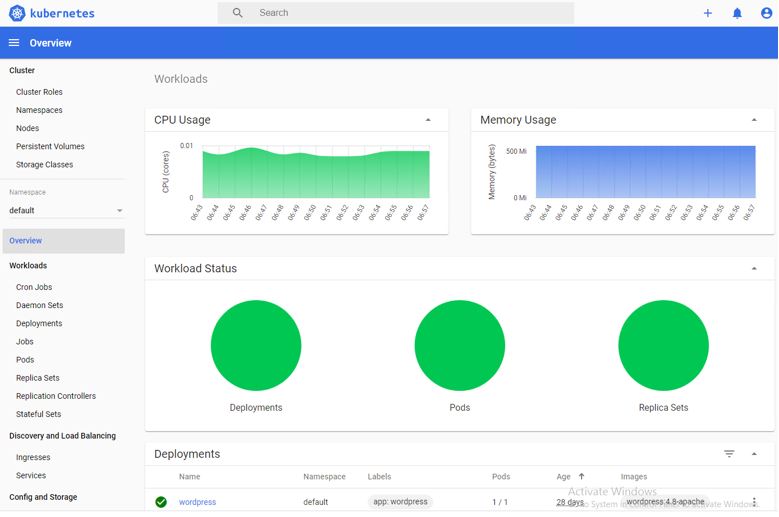 kubernetes
Search
Overview
Cluster
Cluster Roles
Namespaces
Nodes
Persistent Volumes
Storage Classes
Namespace
default
Overview
Workloads
Cron Jobs
Daemon Sets
Deployments
Jobs
Pods
Replica Sets
Replication Controllers
Stateful Sets
Discovery and Load Balancing
Ingresses
Services
Config and Storage
Workloads
CPU Usage
CPU (cores)
0.01
0
06:43 06:44 06:45 06:46 06:47 06:48 06:49 06:50 06:51 06:52 06:53 06:54 06:55 06:56 06:57
Memory Usage
Memory (bytes)
500 Mi
0 Mi
06:43 06:44 06:45 06:46 06:47 06:48 06:49 06:50 06:51 06:52 06:53 06:54 06:55 06:56 06:57
Workload Status
Deployments Pods Replica Sets
Deployments
Name Namespace Labels Pods Age Images
wordpress default app: wordpress 1 / 1 28 days wordpress:4.8-apache
Activate Windows
to activate Windows.